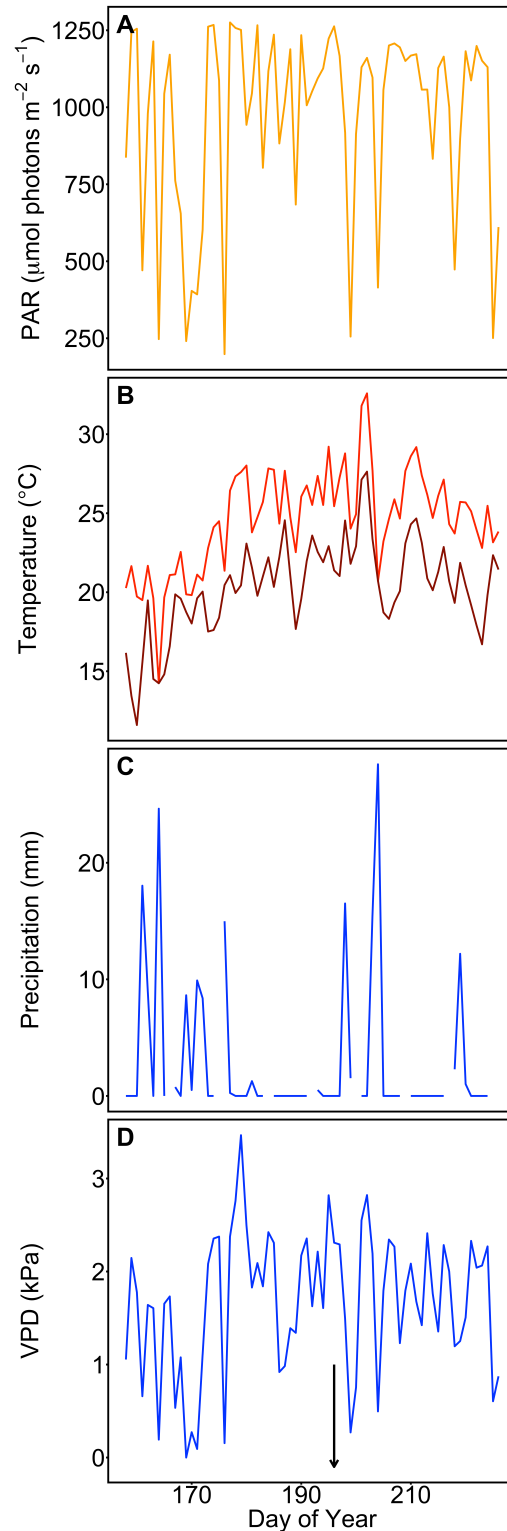 A
PAR (μmol photons m⁻² s⁻¹)
1250
1000
750
500
250
B
Temperature (°C)
30
25
20
15
C
Precipitation (mm)
20
10
0
D
VPD (kPa)
3
2
1
0
170 190 210
Day of Year